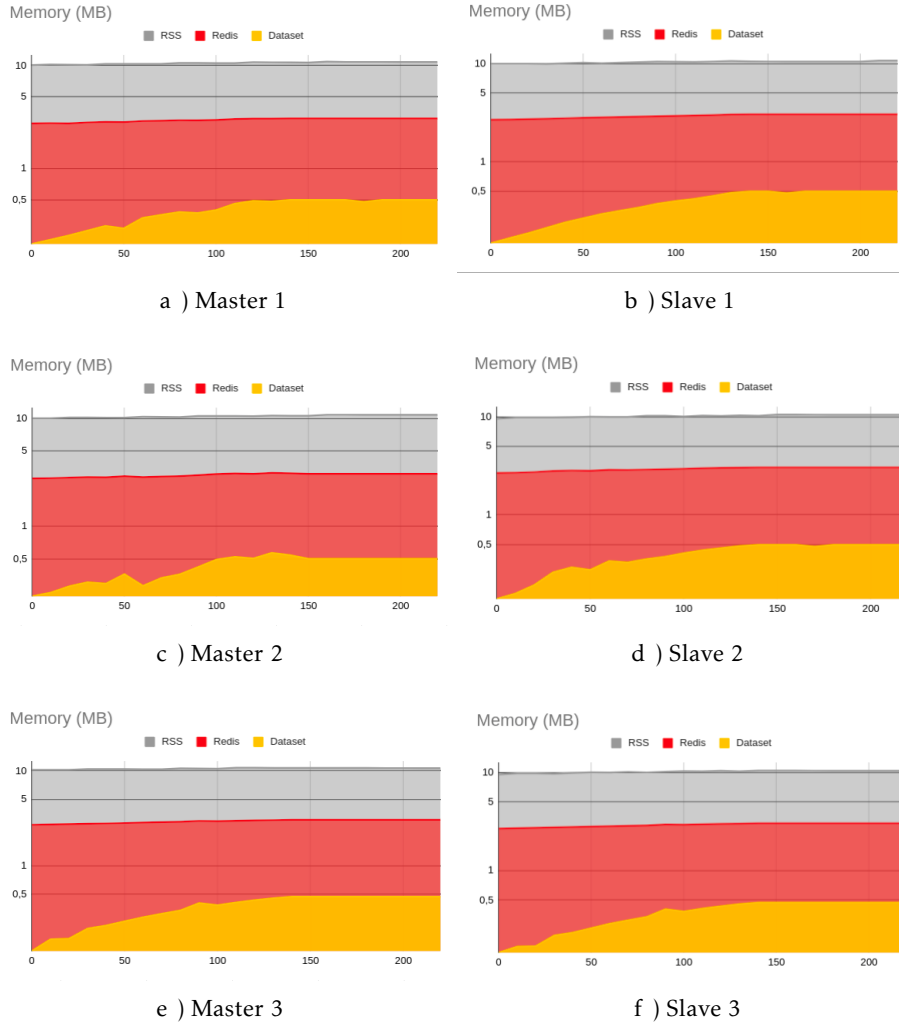 Memory (MB)
RSS Redis Dataset
10
5
1
0,5
0 50 100 150 200
a ) Master 1
Memory (MB)
RSS Redis Dataset
10
5
1
0,5
0 50 100 150 200
b ) Slave 1
Memory (MB)
RSS Redis Dataset
10
5
1
0,5
0 50 100 150 200
c ) Master 2
Memory (MB)
RSS Redis Dataset
10
5
1
0,5
0 50 100 150 200
d ) Slave 2
Memory (MB)
RSS Redis Dataset
10
5
1
0,5
0 50 100 150 200
e ) Master 3
Memory (MB)
RSS Redis Dataset
10
5
1
0,5
0 50 100 150 200
f ) Slave 3